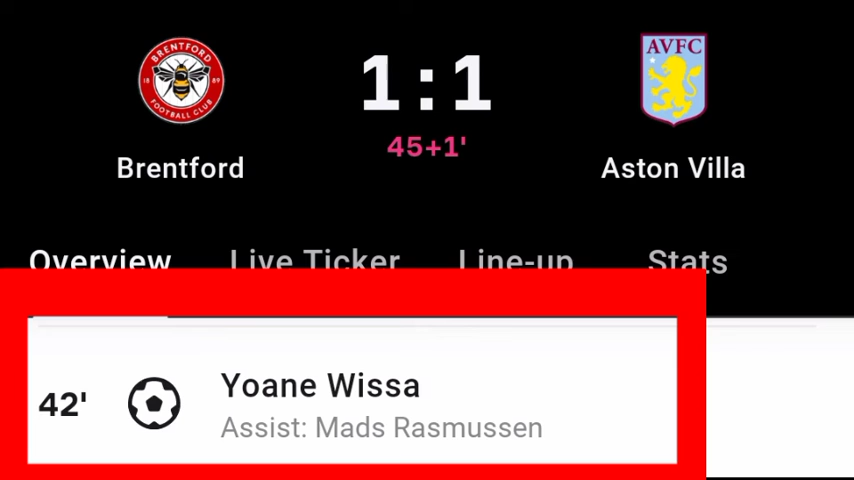 BRENTFORD
18 89
FOOTBALL CLUB
AVFC
1:1
45+1'
Brentford
Aston Villa
Overview Live Ticker Line-up Stats
42'
Yoane Wissa
Assist: Mads Rasmussen